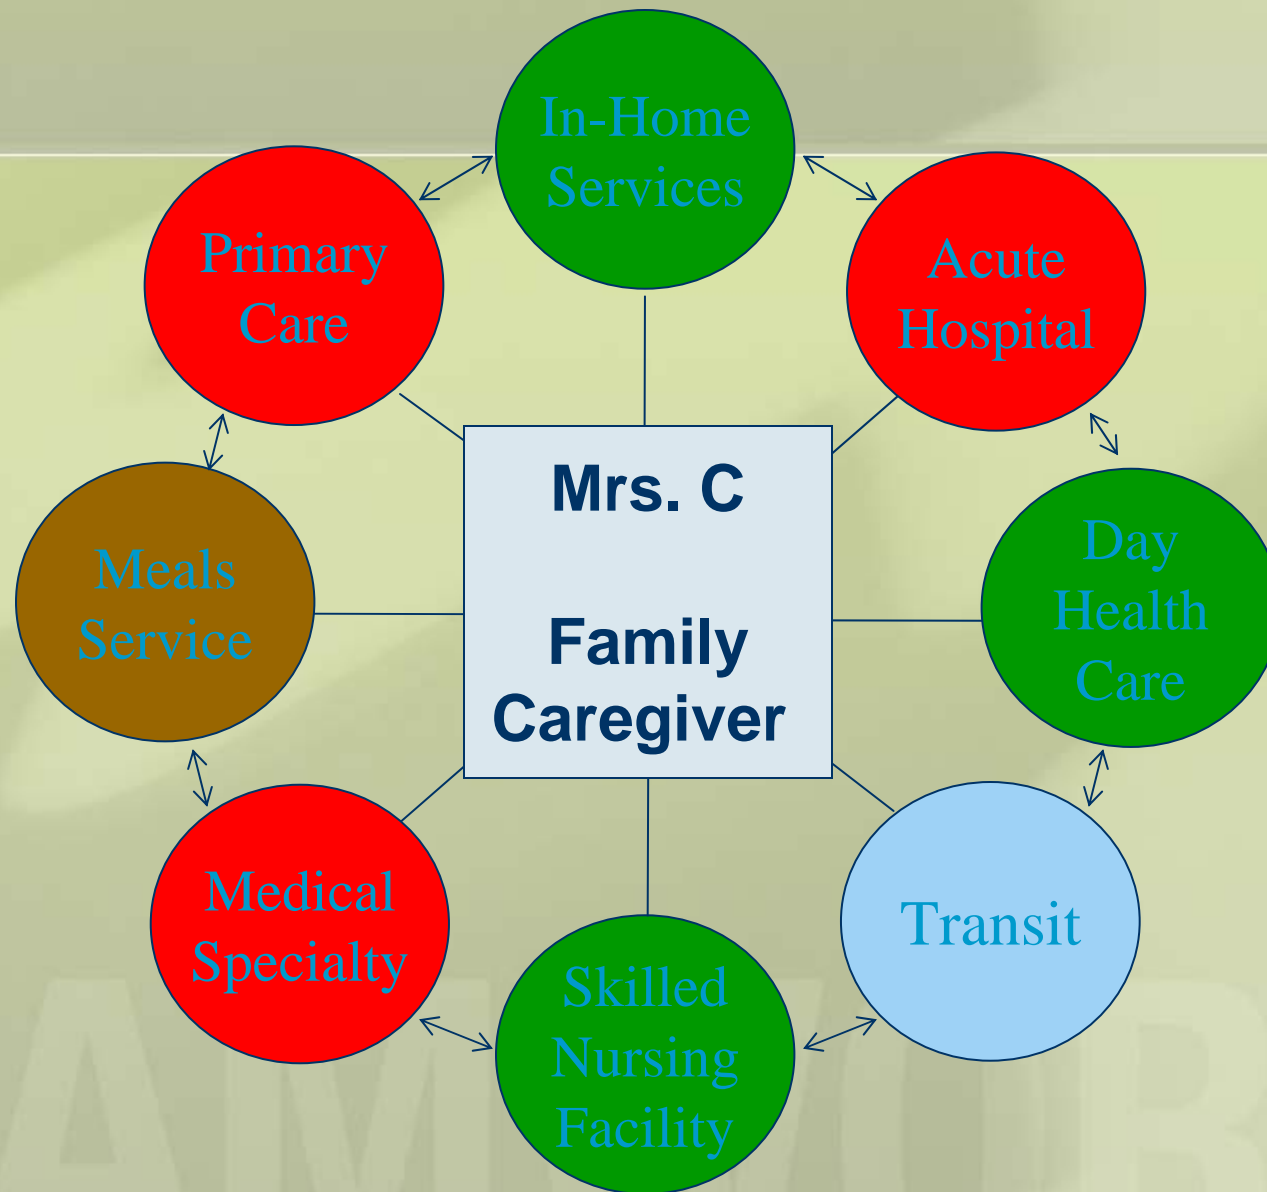 In-Home
Services
Primary
Care
Acute
Hospital
Mrs. C
Family
Caregiver
Meals
Service
Day
Health
Care
Medical
Specialty
Transit
Skilled
Nursing
Facility